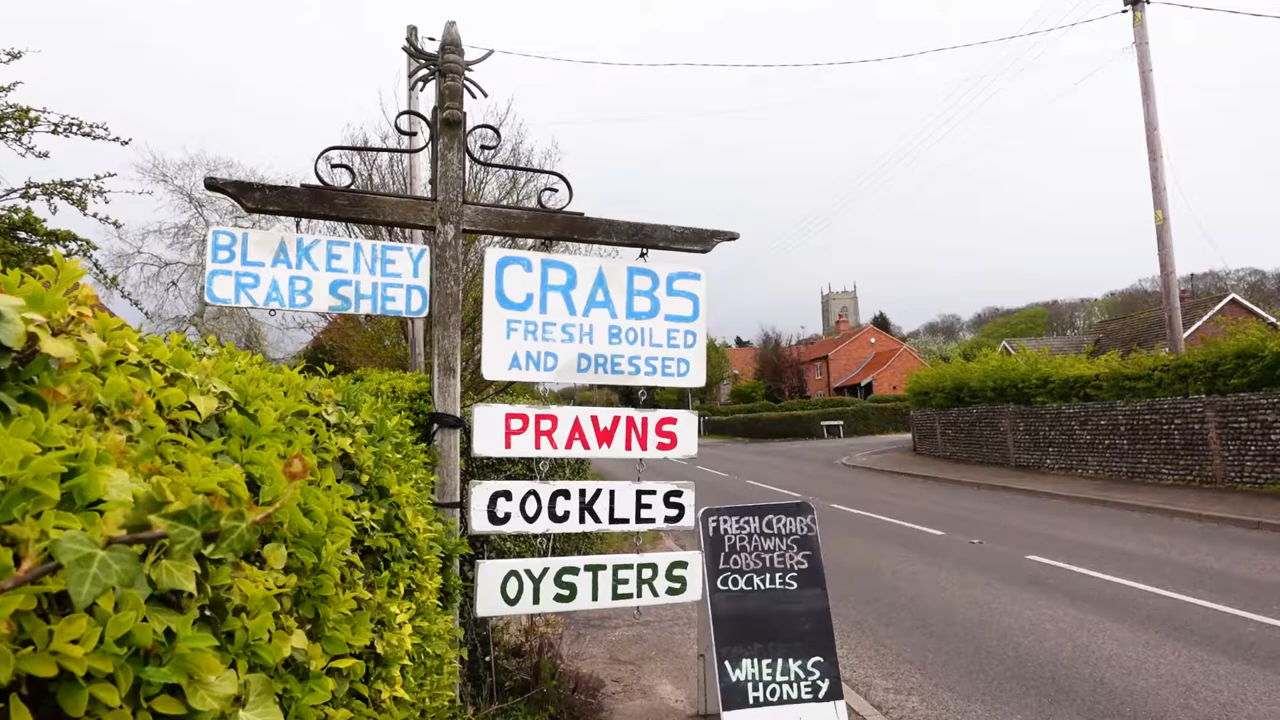 BLAKENEY
CRAB SHED
CRABS
FRESH BOILED
AND DRESSED
PRAWNS
COCKLES
OYSTERS
FRESH CRABS
PRAWNS
LOBSTERS
COCKLES
WHELKS
HONEY